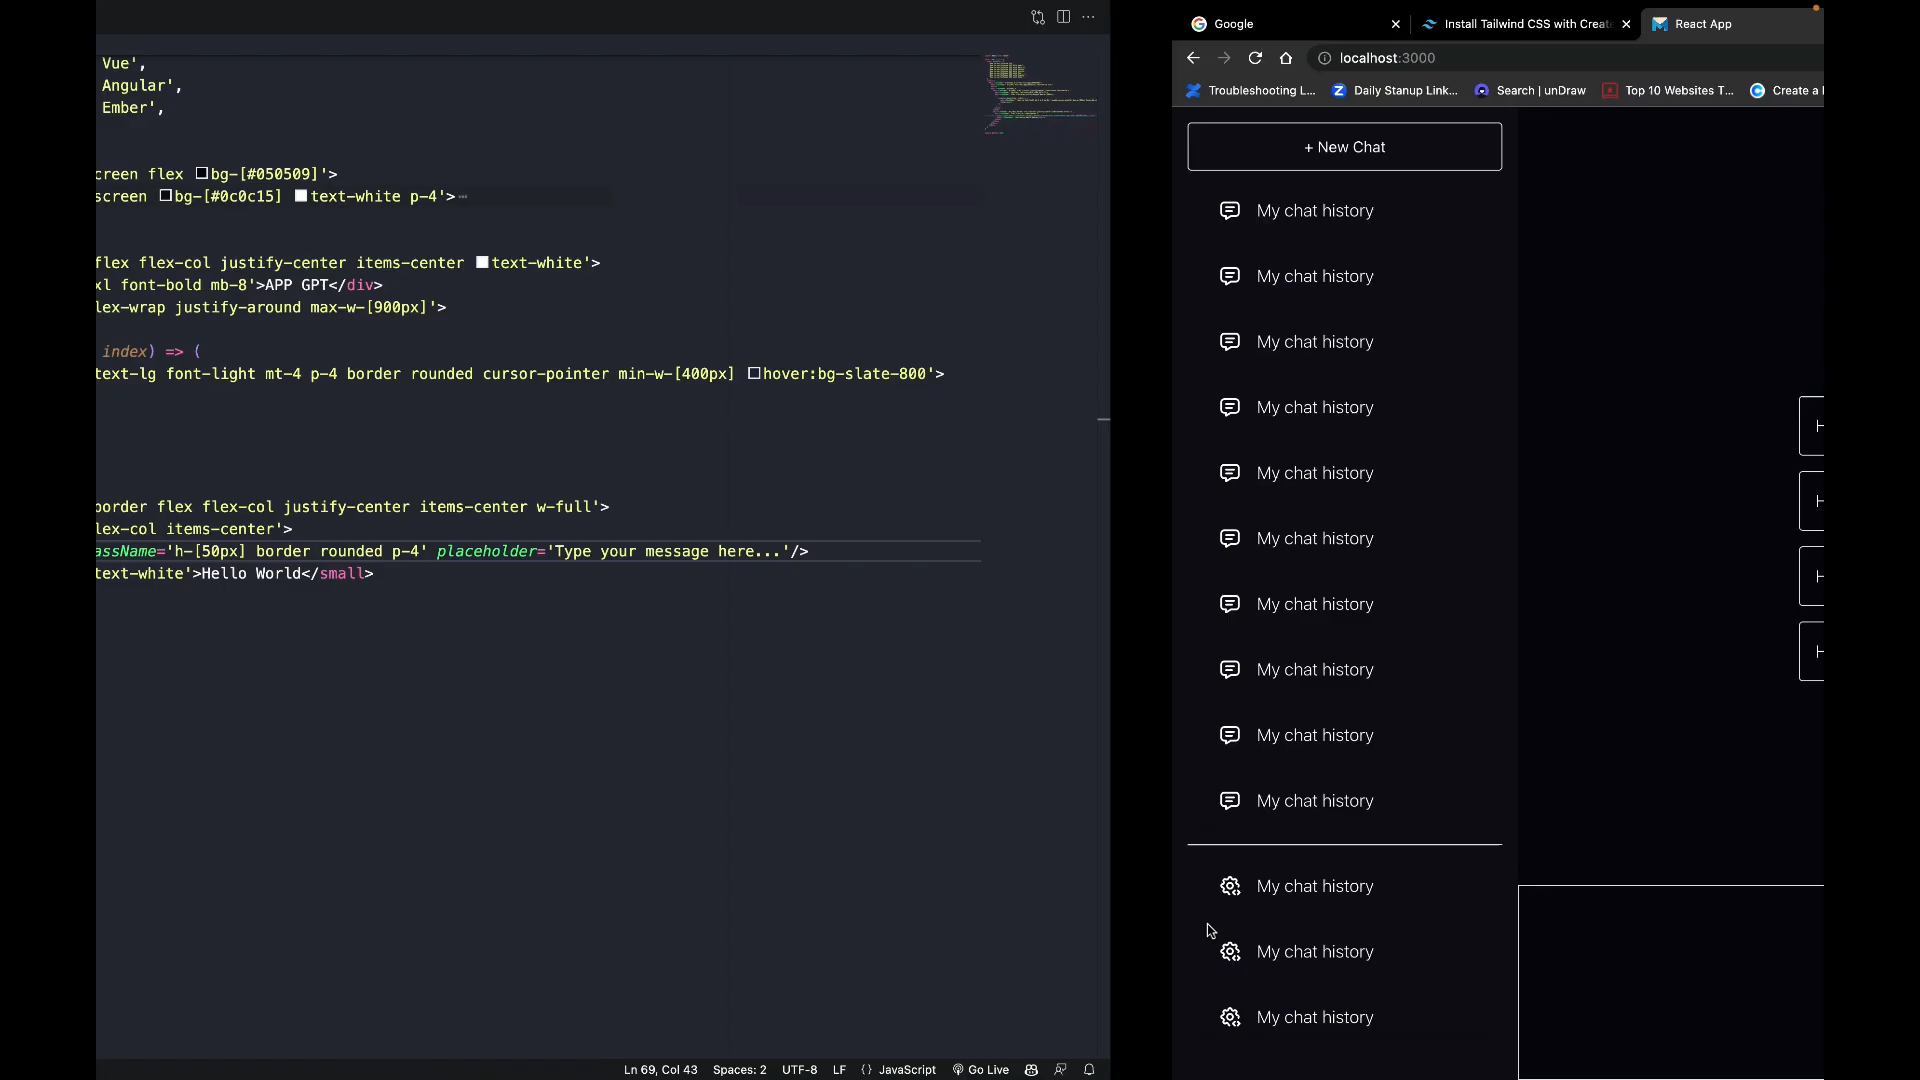 Vue',
Angular',
Ember',
creen flex bg-[#050509]'>
screen bg-[#0c0c15] text-white p-4'>
flex flex-col justify-center items-center text-white'>
xl font-bold mb-8'>APP GPT</div>
lex-wrap justify-around max-w-[900px]'>
index) => (
text-lg font-light mt-4 p-4 border rounded cursor-pointer min-w-[400px] hover:bg-slate-800'>
border flex flex-col justify-center items-center w-full'>
lex-col items-center'>
assName='h-[50px] border rounded p-4' placeholder='Type your message here...'/>
text-white'>Hello World</small>
Ln 69, Col 43 Spaces: 2 UTF-8 LF {} JavaScript Go Live
Google Install Tailwind CSS with Creat React App
localhost:3000
Troubleshooting L... Daily Stanup Link... Search | unDraw Top 10 Websites T... Create a
+ New Chat
My chat history
My chat history
My chat history
My chat history
My chat history
My chat history
My chat history
My chat history
My chat history
My chat history
My chat history
My chat history
My chat history